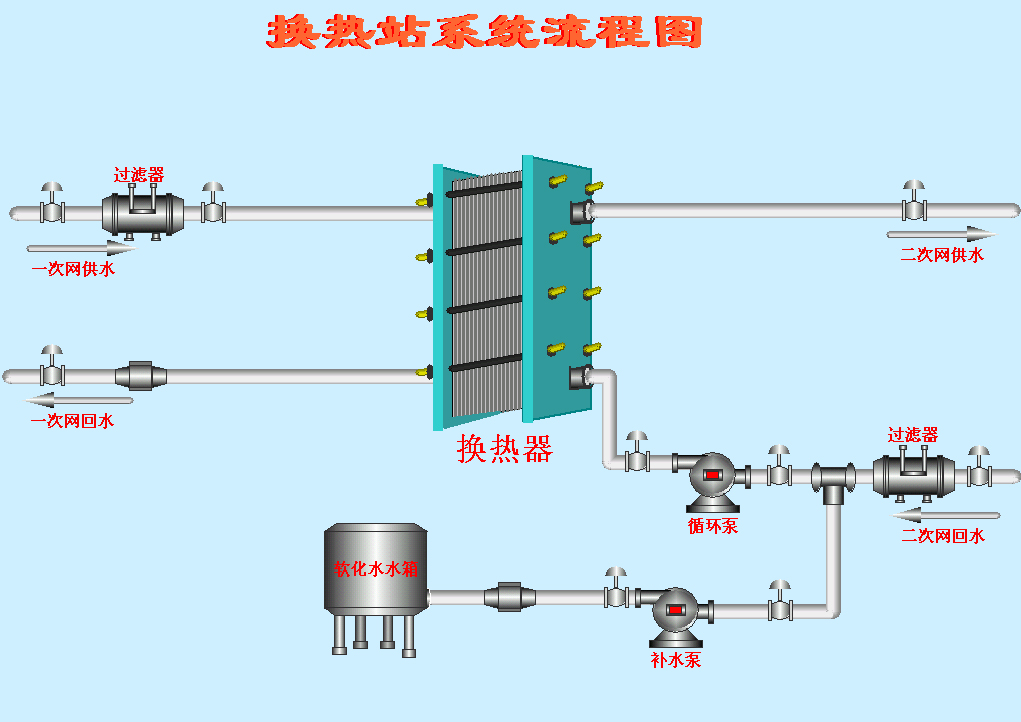 换热站系统流程图
过滤器
一次网供水
二次网供水
一次网回水
换热器
过滤器
循环泵
二次网回水
软化水水箱
补水泵